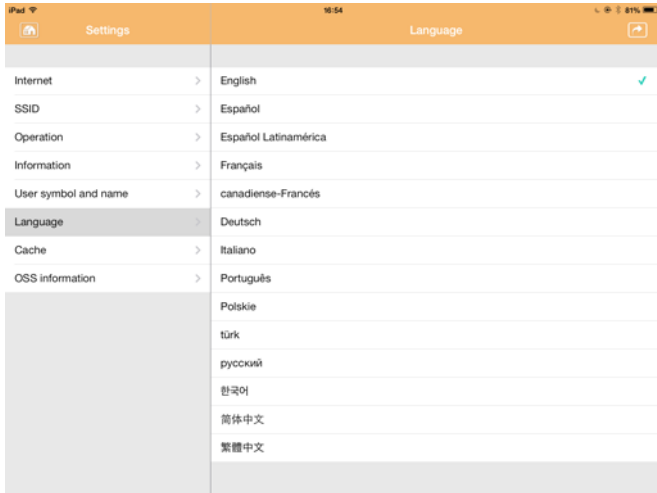 iPad 16:54 81%
Settings
Language
Internet
SSID
Operation
Information
User symbol and name
Language
Cache
OSS information
English
Español
Español Latinamérica
Français
canadiense-Francés
Deutsch
Italiano
Português
Polskie
türk
русский
한국어
简体中文
繁體中文